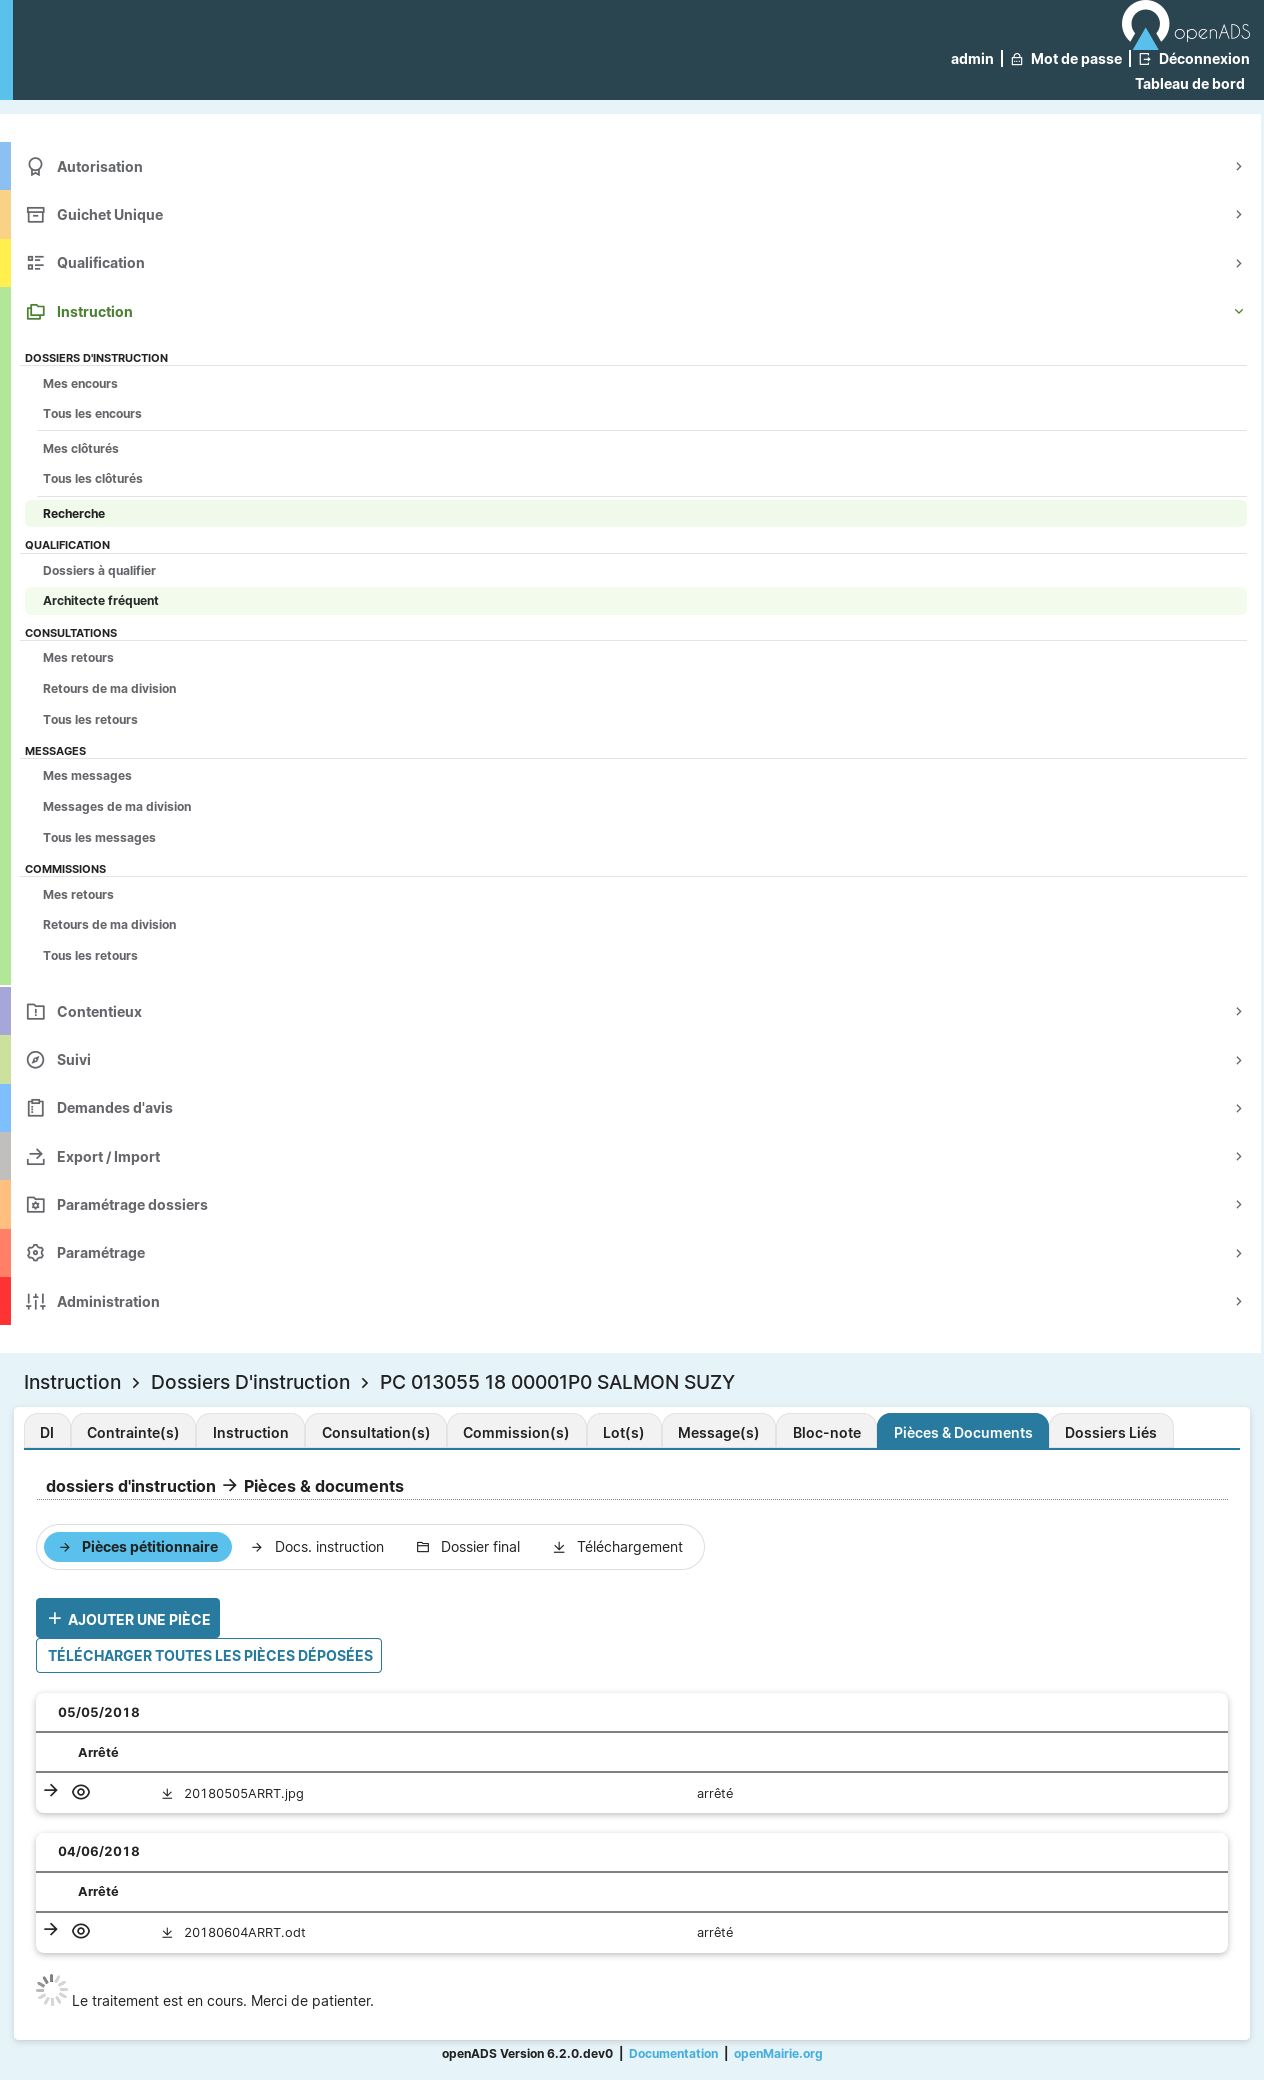 openADS
admin | Mot de passe | Déconnexion
Tableau de bord
Autorisation
Guichet Unique
Qualification
Instruction
DOSSIERS D'INSTRUCTION
Mes encours
Tous les encours
Mes clôturés
Tous les clôturés
Recherche
QUALIFICATION
Dossiers à qualifier
Architecte fréquent
CONSULTATIONS
Mes retours
Retours de ma division
Tous les retours
MESSAGES
Mes messages
Messages de ma division
Tous les messages
COMMISSIONS
Mes retours
Retours de ma division
Tous les retours
Contentieux
Suivi
Demandes d'avis
Export / Import
Paramétrage dossiers
Paramétrage
Administration
Instruction > Dossiers D'instruction > PC 013055 18 00001P0 SALMON SUZY
DI Contrainte(s) Instruction Consultation(s) Commission(s) Lot(s) Message(s) Bloc-note Pièces & Documents Dossiers Liés
dossiers d'instruction → Pièces & documents
→ Pièces pétitionnaire → Docs. instruction Dossier final Téléchargement
+ AJOUTER UNE PIÈCE
TÉLÉCHARGER TOUTES LES PIÈCES DÉPOSÉES
05/05/2018
Arrêté
20180505ARRT.jpg arrêté
04/06/2018
Arrêté
20180604ARRT.odt arrêté
Le traitement est en cours. Merci de patienter.
openADS Version 6.2.0.dev0 | Documentation | openMairie.org